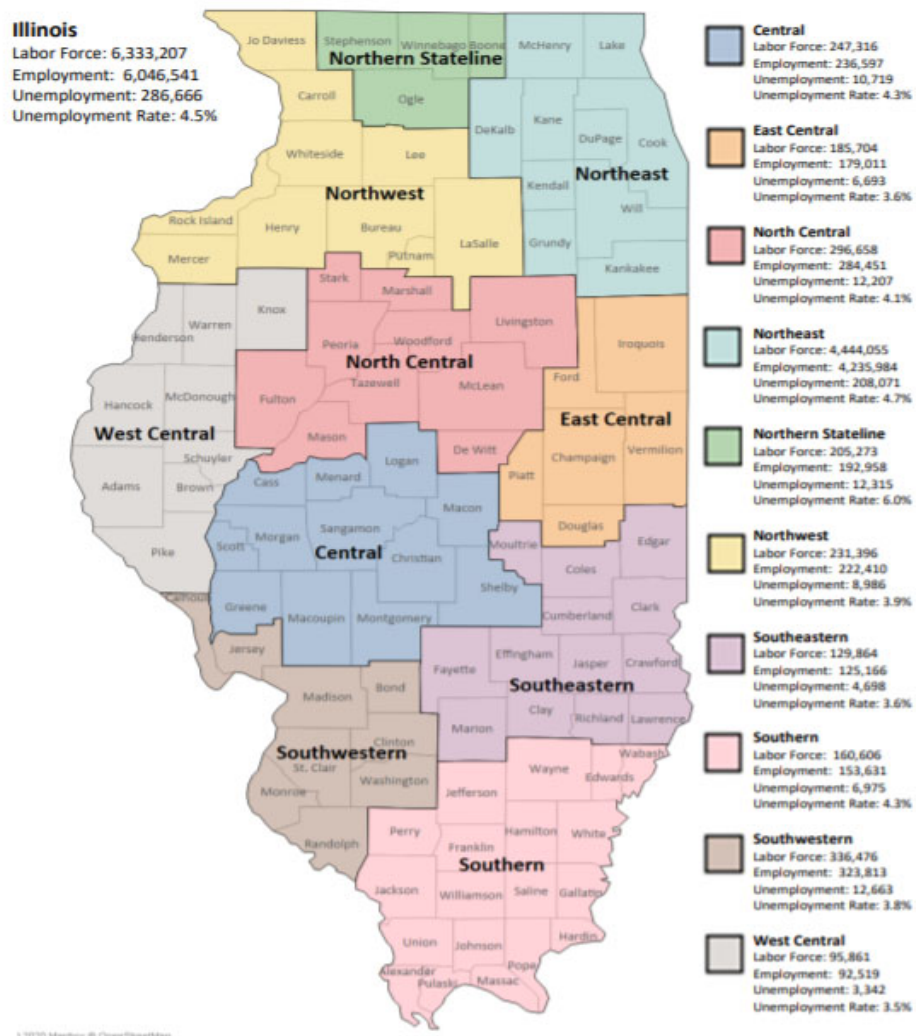 Illinois
Labor Force: 6,333,207
Employment: 6,046,541
Unemployment: 286,666
Unemployment Rate: 4.5%
Jo Daviess
Stephenson
Winnebago
Boone
McHenry
Lake
Northern Stateline
Carroll
Ogle
DeKalb
Kane
DuPage
Cook
Whiteside
Lee
Northwest
Kendall
Northeast
Will
Rock Island
Henry
Bureau
Putnam
LaSalle
Grundy
Mercer
Kankakee
Stark
Marshall
Knox
Warren
Henderson
Livingston
Peoria
Woodford
Iroquois
North Central
Tazewell
McLean
Ford
Fulton
Hancock
McDonough
East Central
West Central
Mason
De Witt
Vermilion
Schuyler
Logan
Champaign
Adams
Brown
Cass
Menard
Piatt
Macon
Douglas
Pike
Scott
Morgan
Sangamon
Central
Christian
Moultrie
Edgar
Coles
Shelby
Greene
Macoupin
Montgomery
Cumberland
Clark
Jersey
Fayette
Effingham
Jasper
Crawford
Southeastern
Madison
Bond
Marion
Clay
Richland
Lawrence
Clinton
Southwestern
St. Clair
Washington
Monroe
Wayne
Wabash
Edwards
Jefferson
Randolph
Perry
Franklin
Hamilton
White
Southern
Jackson
Williamson
Saline
Gallatin
Union
Johnson
Hardin
Pope
Alexander
Pulaski
Massac
Central
Labor Force: 247,316
Employment: 236,597
Unemployment: 10,719
Unemployment Rate: 4.3%
East Central
Labor Force: 185,704
Employment: 179,011
Unemployment: 6,693
Unemployment Rate: 3.6%
North Central
Labor Force: 296,658
Employment: 284,451
Unemployment: 12,207
Unemployment Rate: 4.1%
Northeast
Labor Force: 4,444,055
Employment: 4,235,984
Unemployment: 208,071
Unemployment Rate: 4.7%
Northern Stateline
Labor Force: 205,273
Employment: 192,958
Unemployment: 12,315
Unemployment Rate: 6.0%
Northwest
Labor Force: 231,396
Employment: 222,410
Unemployment: 8,986
Unemployment Rate: 3.9%
Southeastern
Labor Force: 129,864
Employment: 125,166
Unemployment: 4,698
Unemployment Rate: 3.6%
Southern
Labor Force: 160,606
Employment: 153,631
Unemployment: 6,975
Unemployment Rate: 4.3%
Southwestern
Labor Force: 336,476
Employment: 323,813
Unemployment: 12,663
Unemployment Rate: 3.8%
West Central
Labor Force: 95,861
Employment: 92,519
Unemployment: 3,342
Unemployment Rate: 3.5%